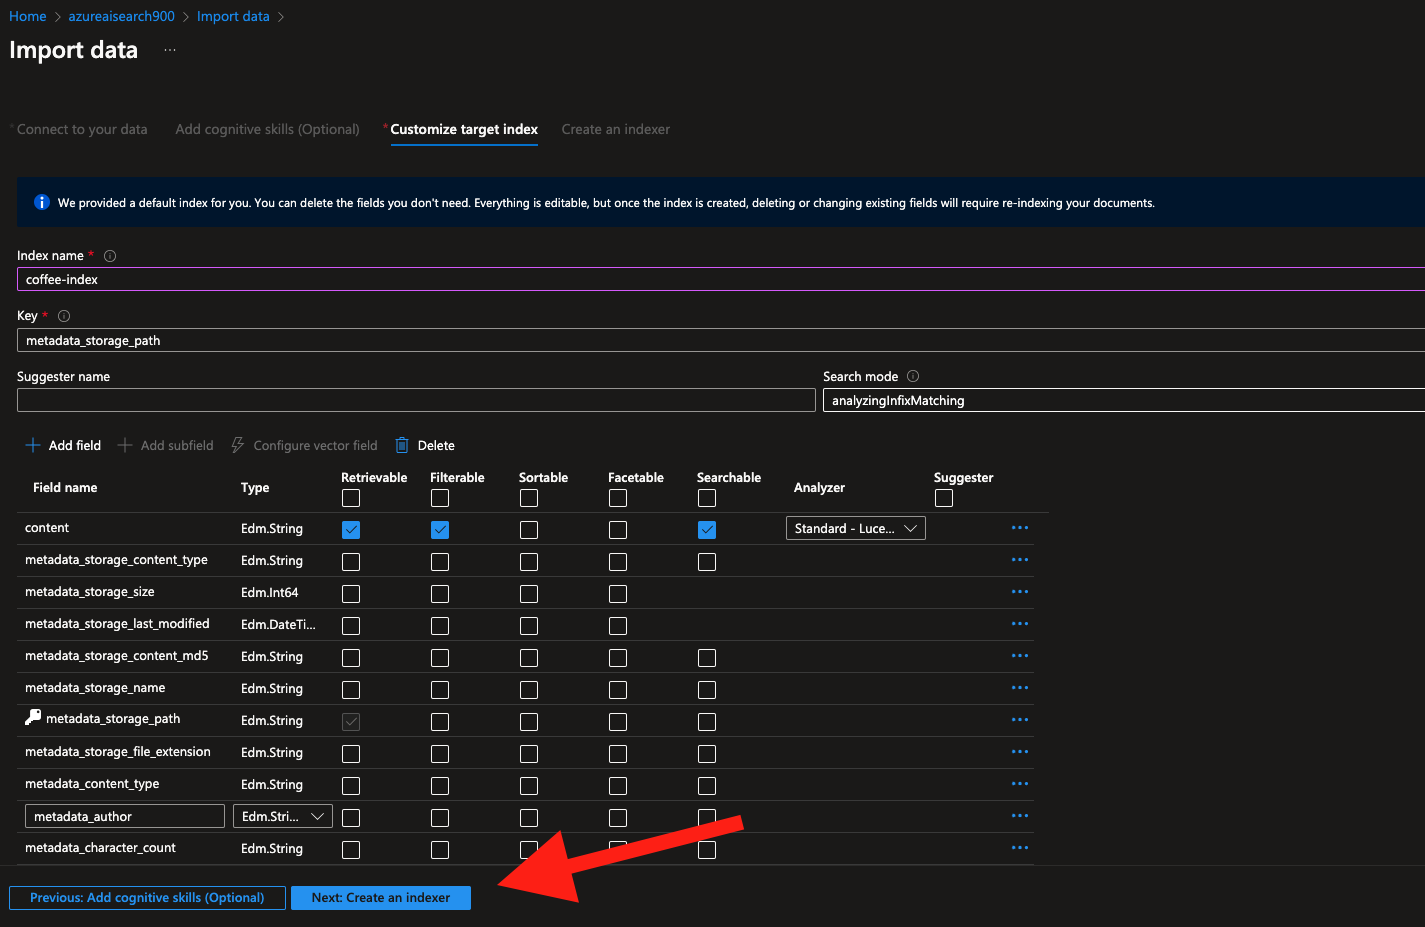 Home > azureaisearch900 > Import data >
Import data ...
* Connect to your data Add cognitive skills (Optional) * Customize target index Create an indexer
We provided a default index for you. You can delete the fields you don't need. Everything is editable, but once the index is created, deleting or changing existing fields will require re-indexing your documents.
Index name *
coffee-index
Key *
metadata_storage_path
Suggester name Search mode
analyzingInfixMatching
Add field Add subfield Configure vector field Delete
Field name Type Retrievable Filterable Sortable Facetable Searchable Analyzer Suggester
content Edm.String Standard - Luce...
metadata_storage_content_type Edm.String
metadata_storage_size Edm.Int64
metadata_storage_last_modified Edm.DateTi...
metadata_storage_content_md5 Edm.String
metadata_storage_name Edm.String
metadata_storage_path Edm.String
metadata_storage_file_extension Edm.String
metadata_content_type Edm.String
metadata_author Edm.Stri...
metadata_character_count Edm.String
Previous: Add cognitive skills (Optional) Next: Create an indexer